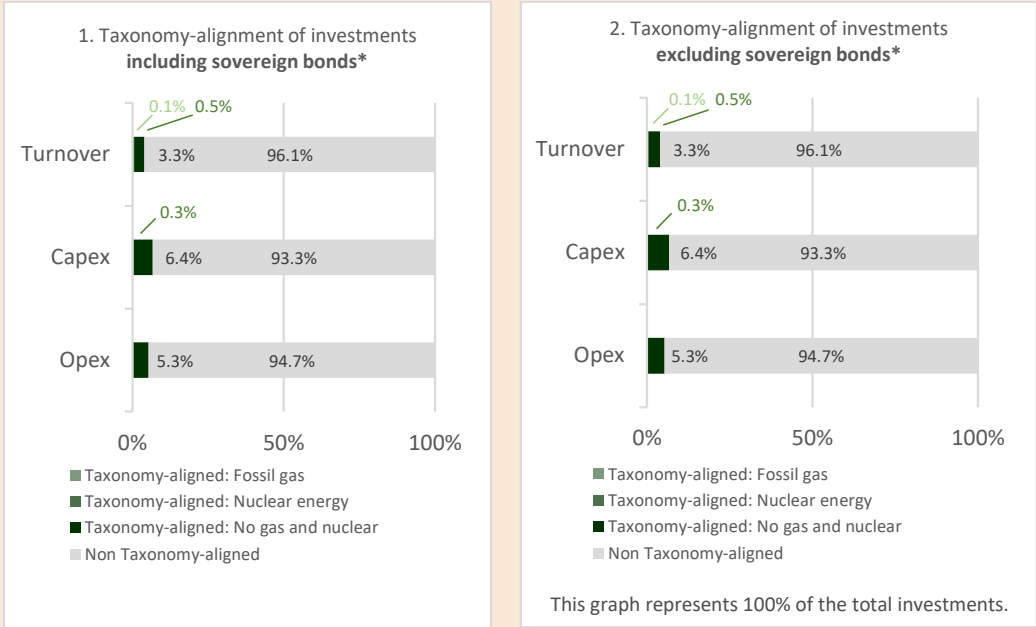 1. Taxonomy-alignment of investments
including sovereign bonds*
0.1% 0.5%
Turnover 3.3% 96.1%
0.3%
Capex 6.4% 93.3%
Opex 5.3% 94.7%
0% 50% 100%
Taxonomy-aligned: Fossil gas
Taxonomy-aligned: Nuclear energy
Taxonomy-aligned: No gas and nuclear
Non Taxonomy-aligned
2. Taxonomy-alignment of investments
excluding sovereign bonds*
0.1% 0.5%
Turnover 3.3% 96.1%
0.3%
Capex 6.4% 93.3%
Opex 5.3% 94.7%
0% 50% 100%
Taxonomy-aligned: Fossil gas
Taxonomy-aligned: Nuclear energy
Taxonomy-aligned: No gas and nuclear
Non Taxonomy-aligned
This graph represents 100% of the total investments.